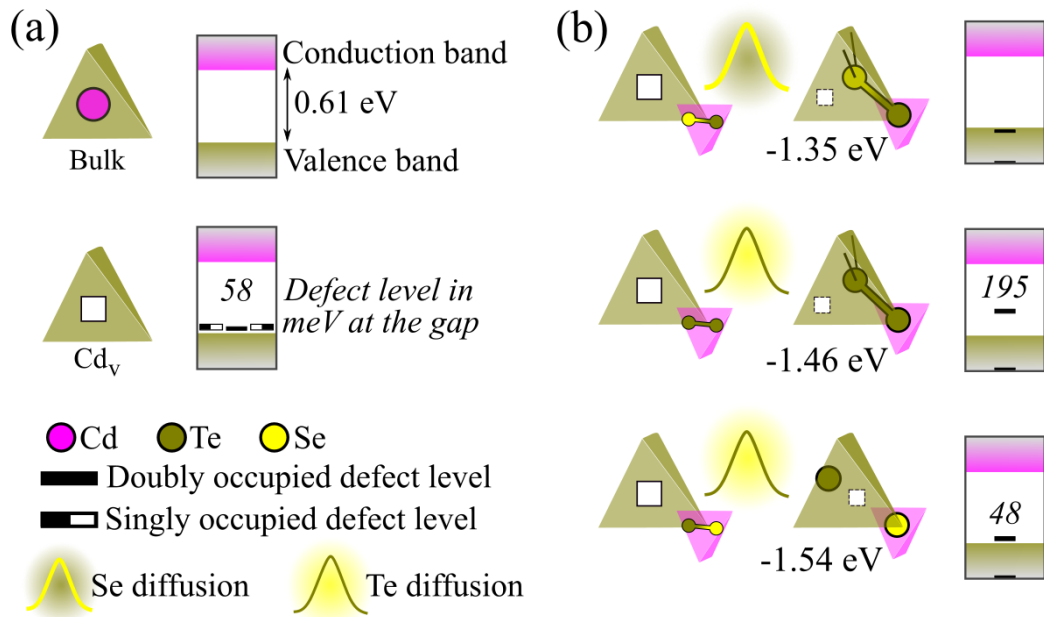 (a)
Conduction band
0.61 eV
Valence band
Bulk
58
Defect level in
meV at the gap
Cdv
Cd
Te
Se
Doubly occupied defect level
Singly occupied defect level
Se diffusion
Te diffusion
(b)
-1.35 eV
195
-1.46 eV
48
-1.54 eV